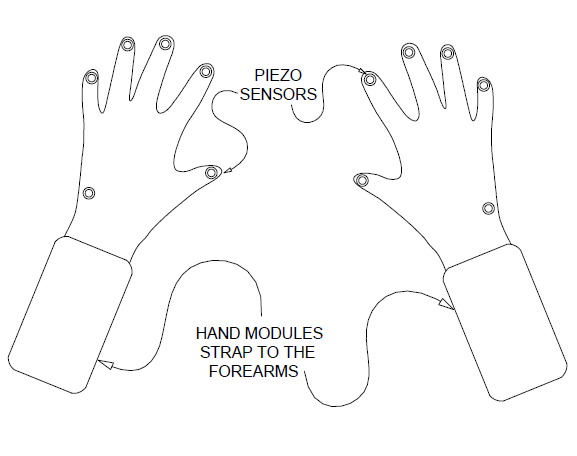 PIEZO
SENSORS
HAND MODULES
STRAP TO THE
FOREARMS